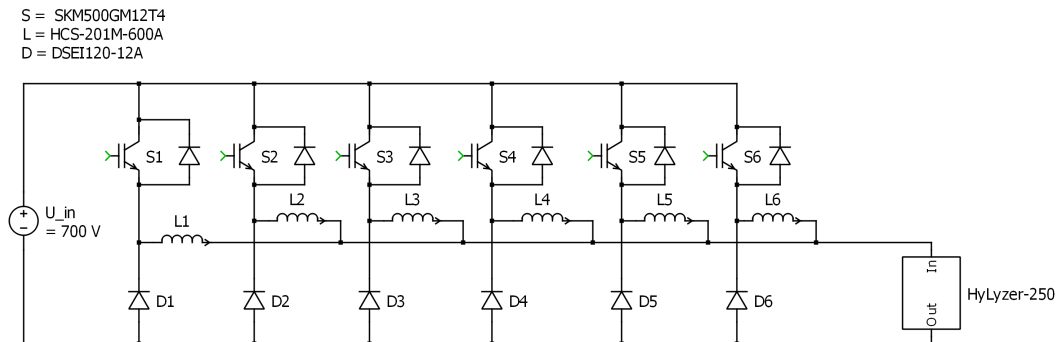 S = SKM500GM12T4
L = HCS-201M-600A
D = DSEI120-12A
S1
S2
S3
S4
S5
S6
U_in
= 700 V
L1
L2
L3
L4
L5
L6
D1
D2
D3
D4
D5
D6
In
Out
HyLyzer-250